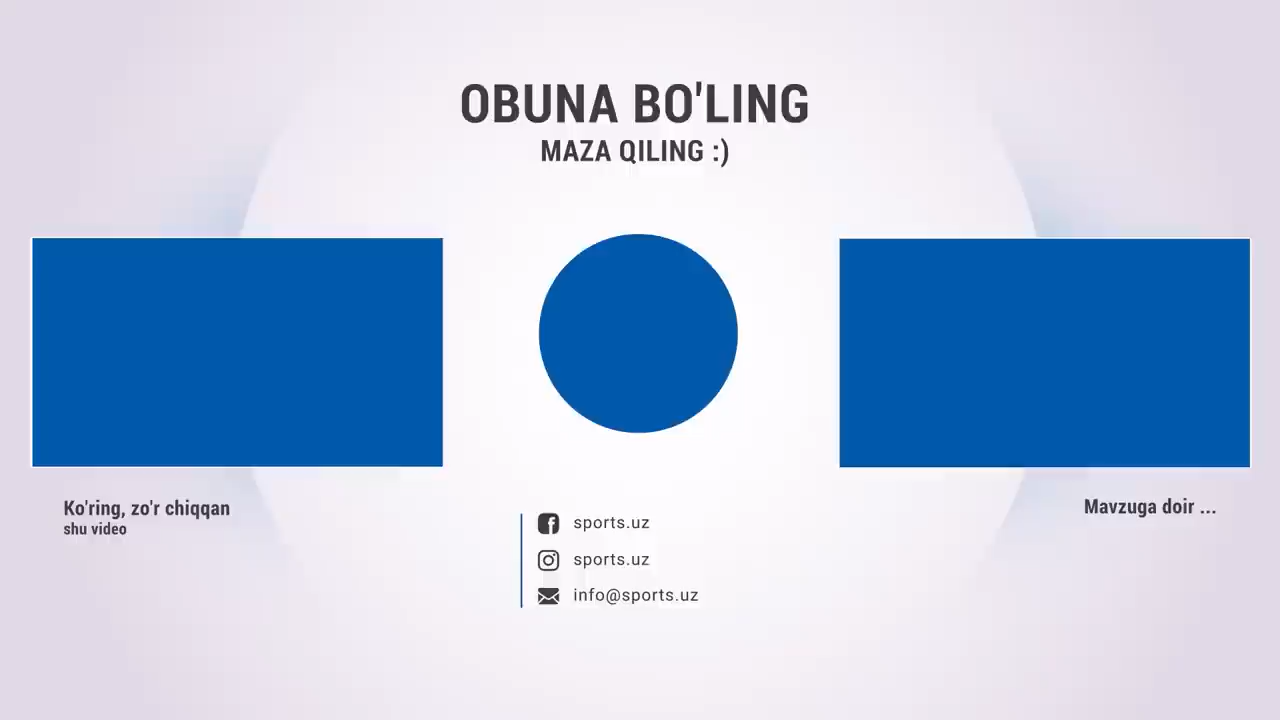 OBUNA BO'LING
MAZA QILING :)
Ko'ring, zo'r chiqqan
shu video
Mavzuga doir ...
sports.uz
sports.uz
info@sports.uz